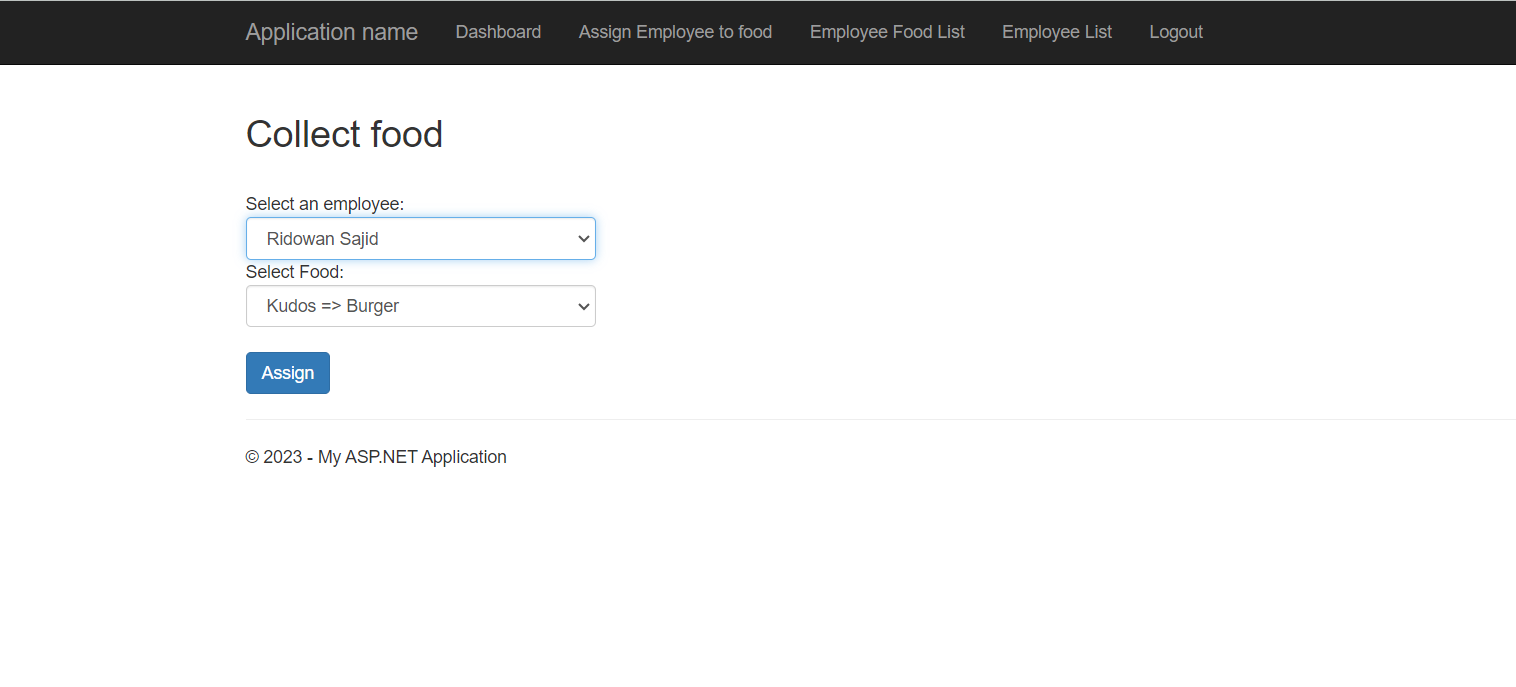 Application name Dashboard Assign Employee to food Employee Food List Employee List Logout
Collect food
Select an employee:
Ridowan Sajid
Select Food:
Kudos => Burger
Assign
© 2023 - My ASP.NET Application